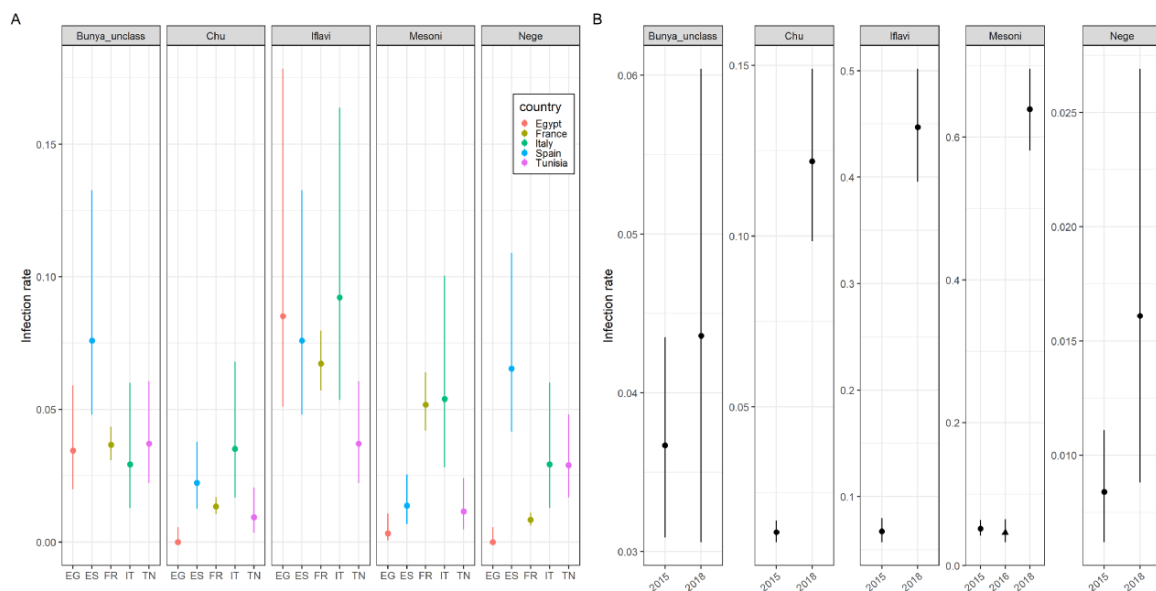 A
Bunya_unclass Chu Iflavi Mesoni Nege
Infection rate
0.15
0.10
0.05
0.00
country
Egypt
France
Italy
Spain
Tunisia
EG ES FR IT TN EG ES FR IT TN EG ES FR IT TN EG ES FR IT TN EG ES FR IT TN
B
Bunya_unclass Chu Iflavi Mesoni Nege
Infection rate
0.06
0.05
0.04
0.03
0.15
0.10
0.05
0.5
0.4
0.3
0.2
0.1
0.6
0.4
0.2
0.0
0.025
0.020
0.015
0.010
2015 2018 2015 2018 2015 2018 2015 2016 2018 2015 2018